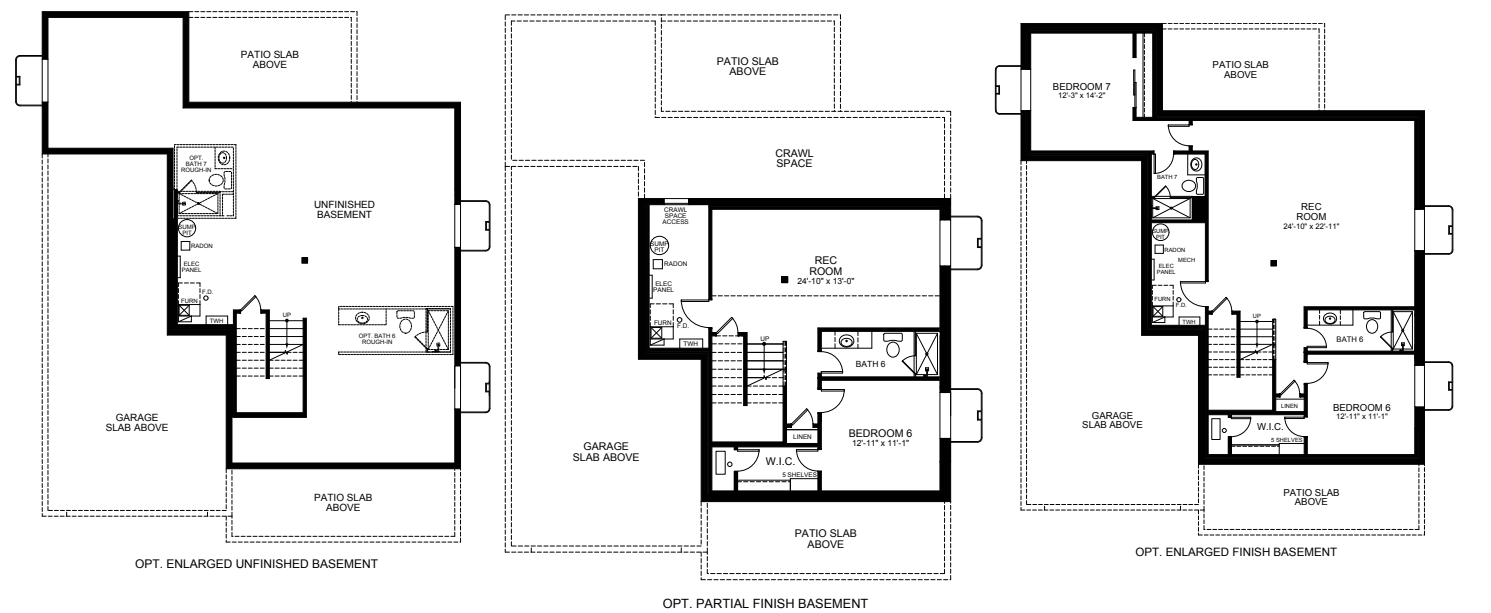 PATIO SLAB
ABOVE
OPT.
BATH 7
ROUGH-IN
UNFINISHED
BASEMENT
SUMP
PIT
RADON
ELEC
PANEL
F.D.
FURN
TWH
UP
OPT. BATH 6
ROUGH-IN
GARAGE
SLAB ABOVE
PATIO SLAB
ABOVE
OPT. ENLARGED UNFINISHED BASEMENT
PATIO SLAB
ABOVE
CRAWL
SPACE
CRAWL
SPACE
ACCESS
SUMP
PIT
RADON
ELEC
PANEL
FURN
F.D.
TWH
REC
ROOM
24'-10" x 13'-0"
UP
BATH 6
LINEN
BEDROOM 6
12'-11" x 11'-1"
W.I.C.
5 SHELVES
GARAGE
SLAB ABOVE
PATIO SLAB
ABOVE
OPT. PARTIAL FINISH BASEMENT
BEDROOM 7
12'-3" x 14'-2"
PATIO SLAB
ABOVE
BATH 7
REC
ROOM
24'-10" x 22'-11"
SUMP
PIT
RADON
MECH
ELEC
PANEL
FURN
F.D.
TWH
UP
BATH 6
LINEN
BEDROOM 6
12'-11" x 11'-1"
W.I.C.
5 SHELVES
GARAGE
SLAB ABOVE
PATIO SLAB
ABOVE
OPT. ENLARGED FINISH BASEMENT